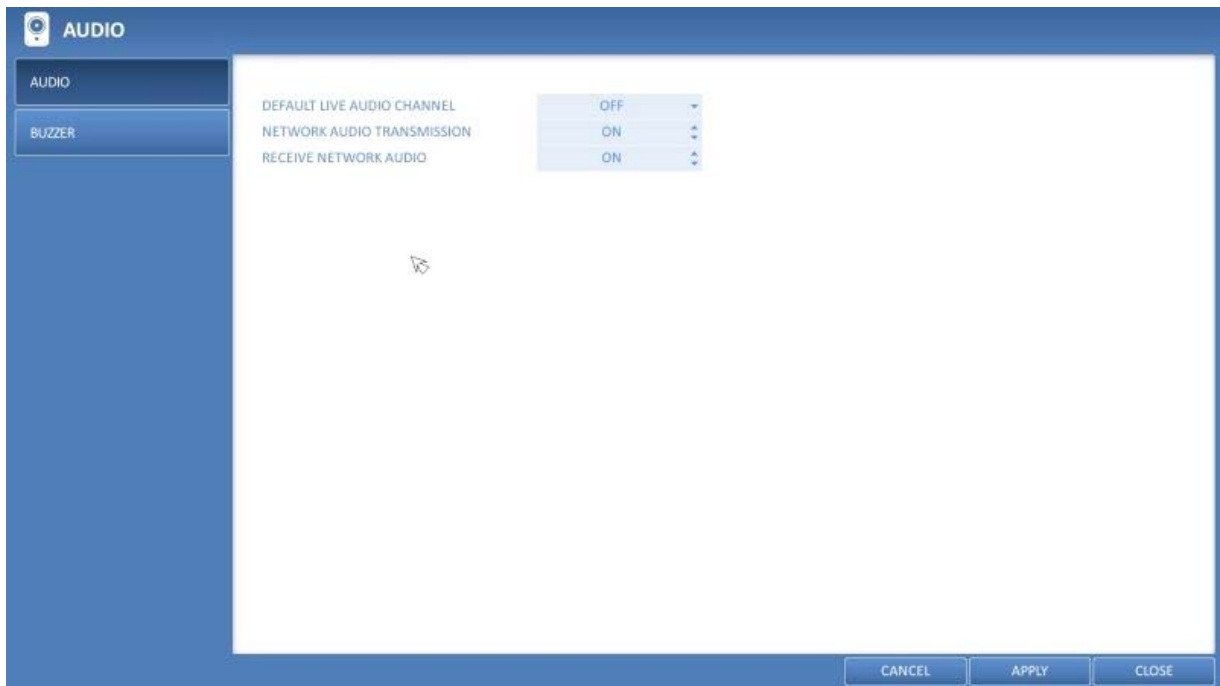 AUDIO
AUDIO
BUZZER
DEFAULT LIVE AUDIO CHANNEL OFF
NETWORK AUDIO TRANSMISSION ON
RECEIVE NETWORK AUDIO ON
CANCEL APPLY CLOSE